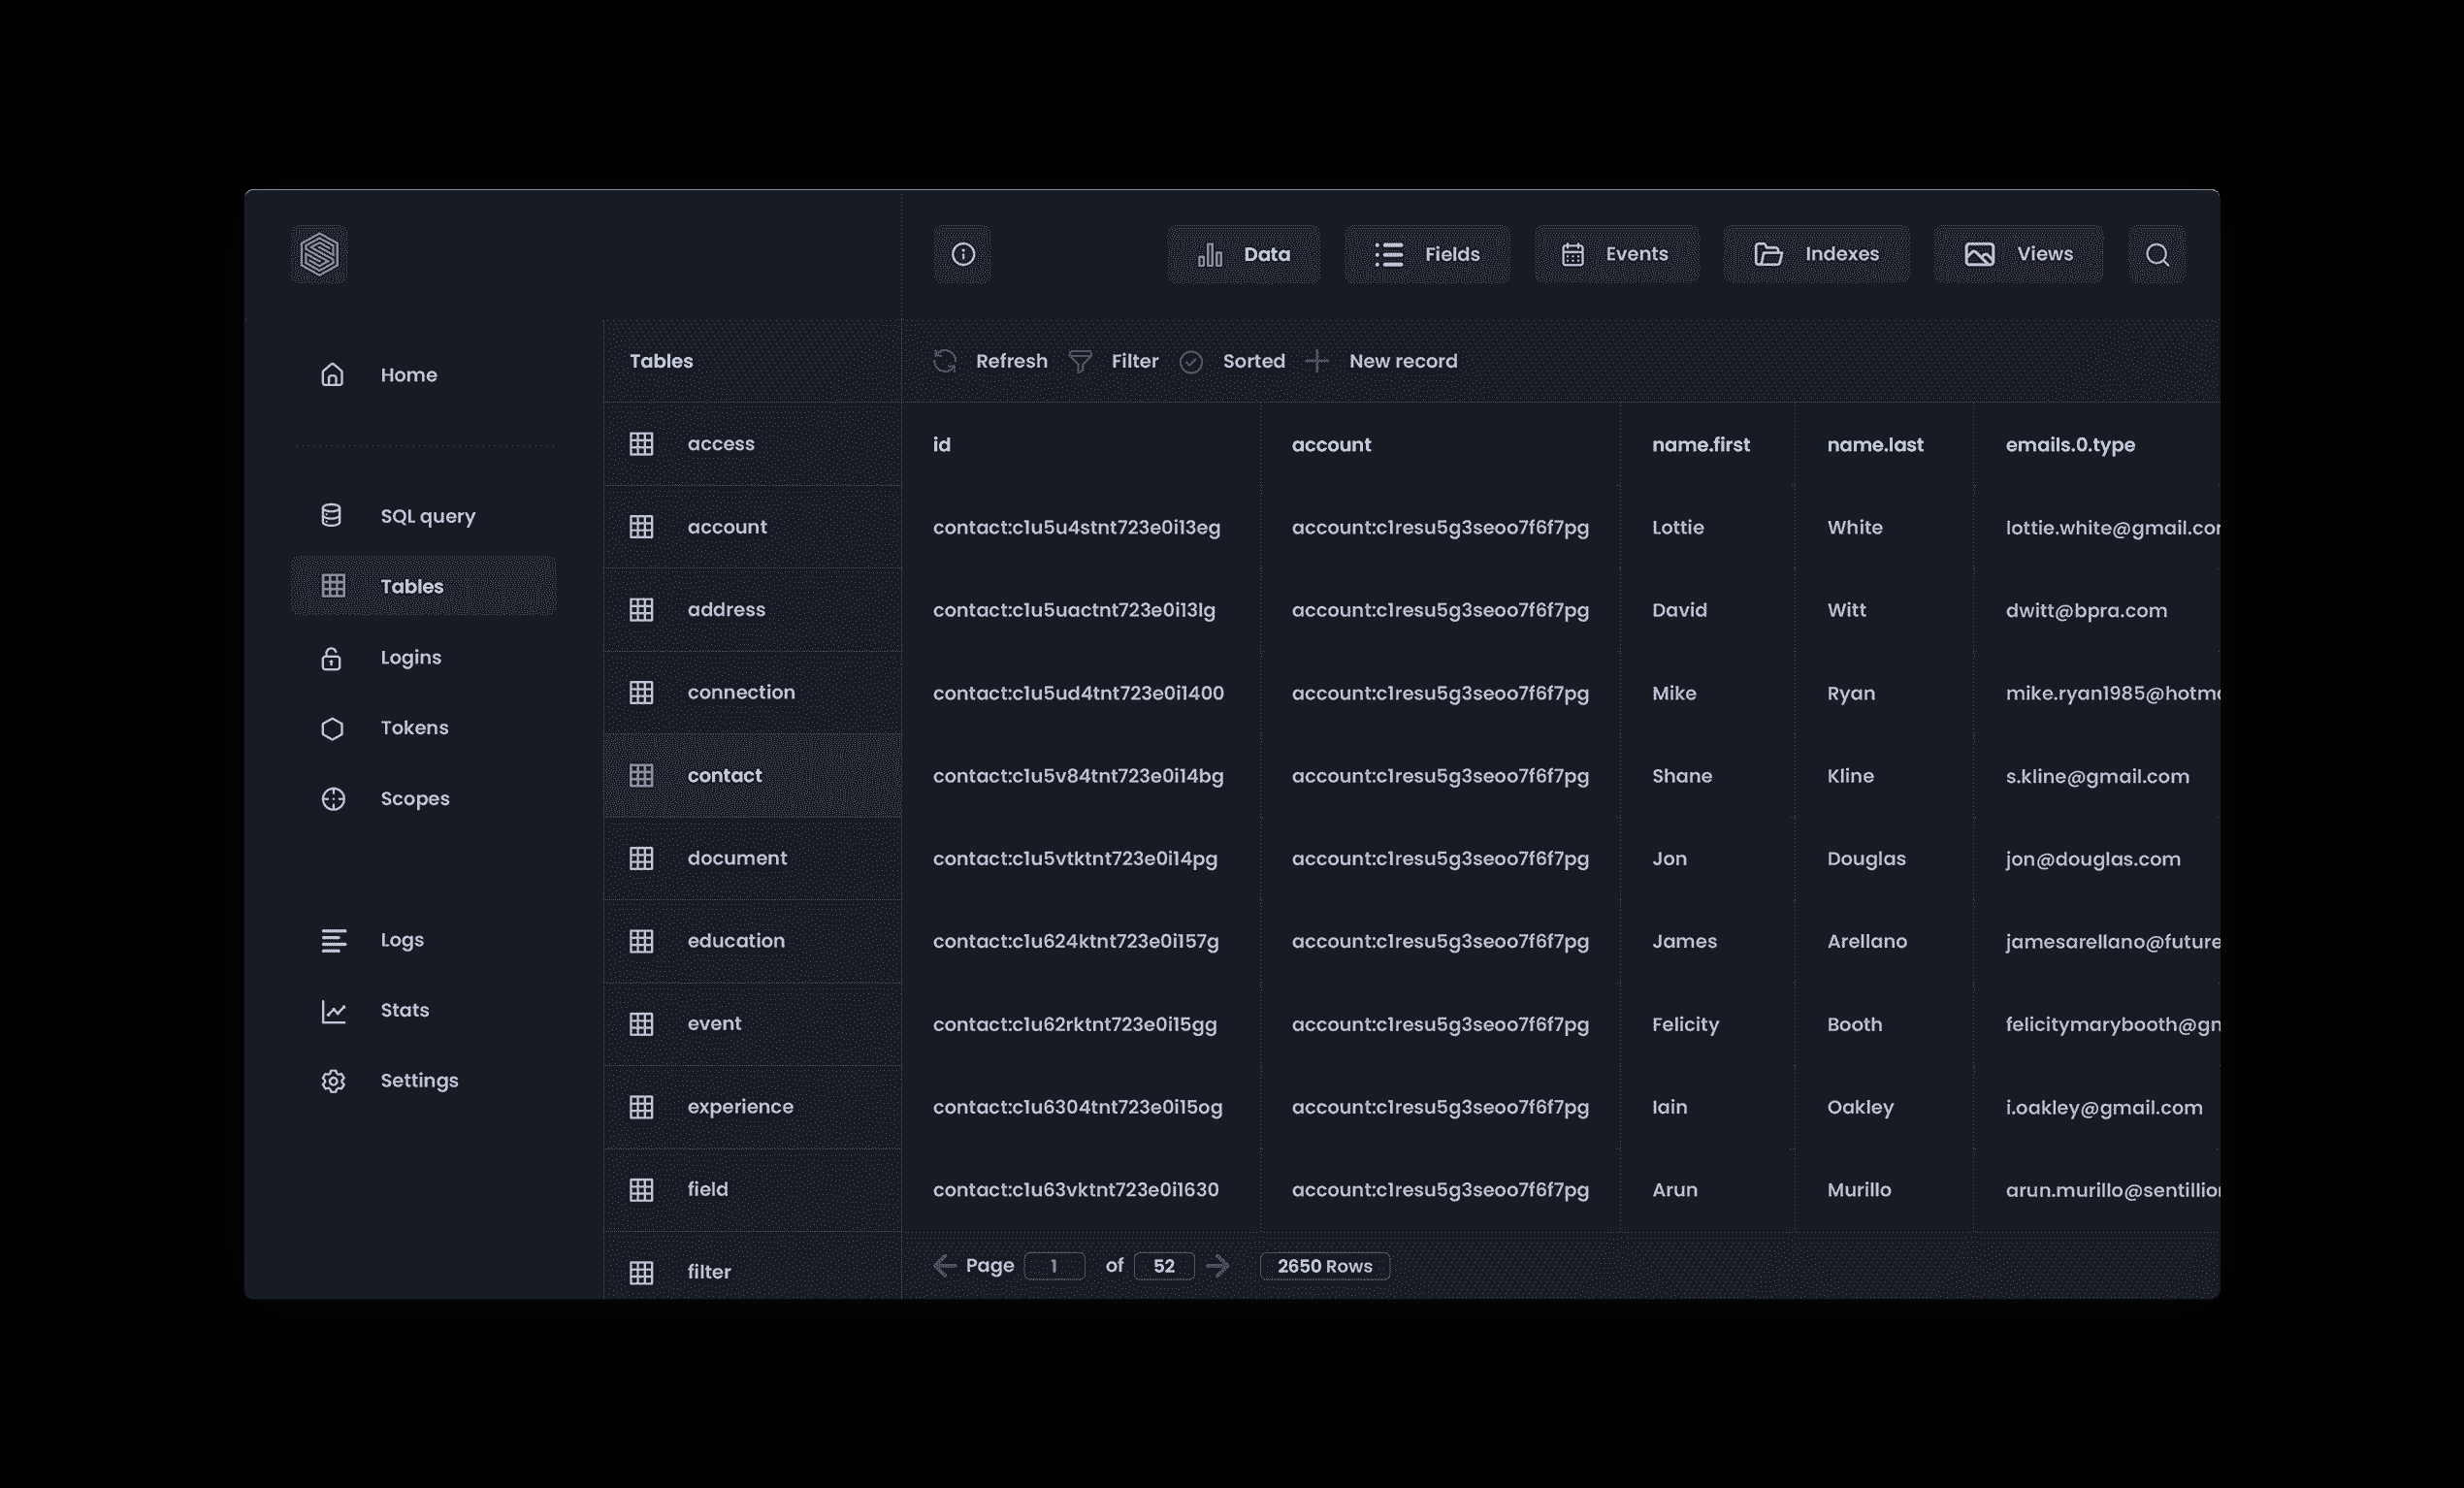 Data Fields Events Indexes Views
Home
SQL query
Tables
Logins
Tokens
Scopes
Logs
Stats
Settings
Tables
access
account
address
connection
contact
document
education
event
experience
field
filter
Refresh Filter Sorted New record
id account name.first name.last emails.0.type
contact:c1u5u4stnt723e0i13eg account:c1resu5g3seoo7f6f7pg Lottie White lottie.white@gmail.co
contact:c1u5uactnt723e0i13lg account:c1resu5g3seoo7f6f7pg David Witt dwitt@bpra.com
contact:c1u5ud4tnt723e0i1400 account:c1resu5g3seoo7f6f7pg Mike Ryan mike.ryan1985@hotm
contact:c1u5v84tnt723e0i14bg account:c1resu5g3seoo7f6f7pg Shane Kline s.kline@gmail.com
contact:c1u5vtktnt723e0i14pg account:c1resu5g3seoo7f6f7pg Jon Douglas jon@douglas.com
contact:c1u624ktnt723e0i157g account:c1resu5g3seoo7f6f7pg James Arellano jamesarellano@future
contact:c1u62rktnt723e0i15gg account:c1resu5g3seoo7f6f7pg Felicity Booth felicitymarybooth@g
contact:c1u6304tnt723e0i15og account:c1resu5g3seoo7f6f7pg Iain Oakley i.oakley@gmail.com
contact:c1u63vktnt723e0i1630 account:c1resu5g3seoo7f6f7pg Arun Murillo arun.murillo@sentillio
Page 1 of 52 2650 Rows